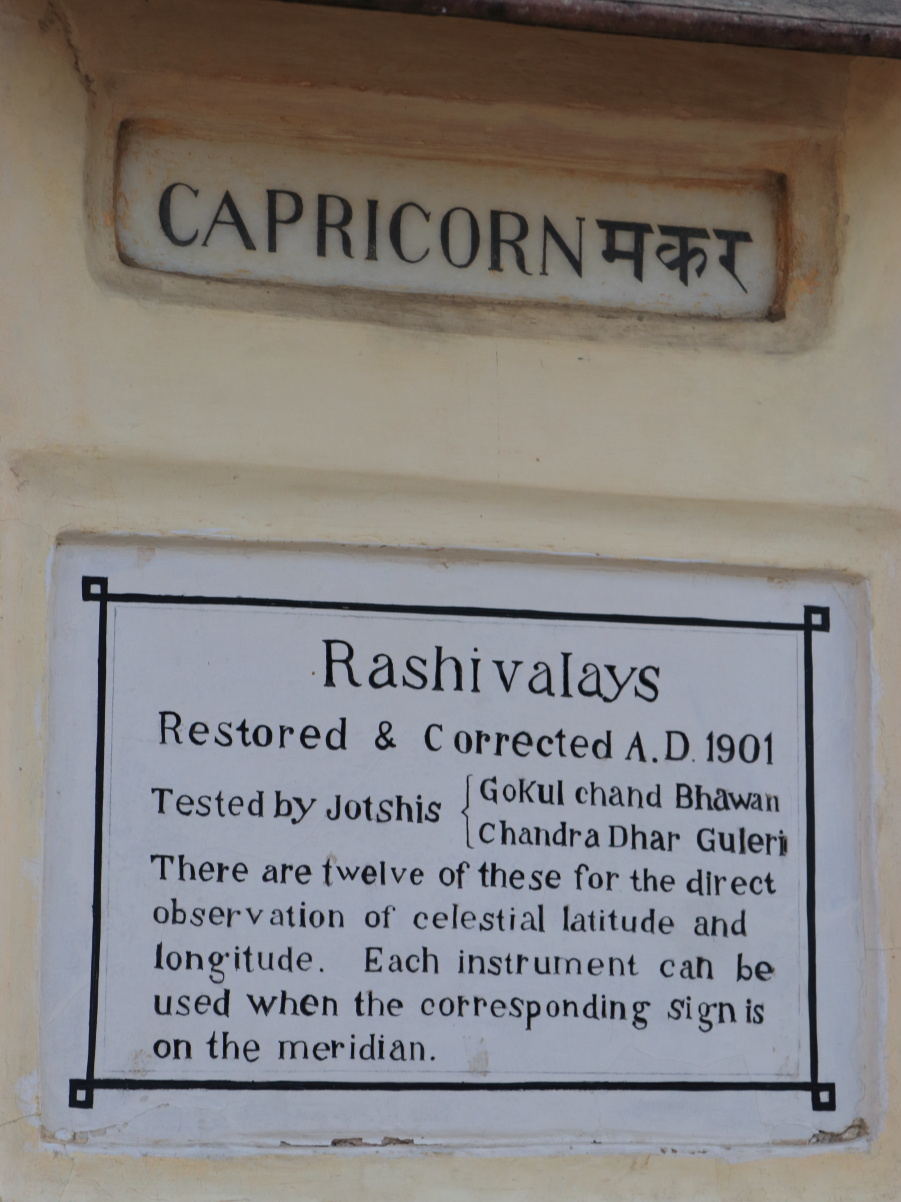 CAPRICORN मकर
Rashivalays
Restored & Corrected A.D. 1901
Tested by Jotshis { Gokul chand Bhawan
Chandra Dhar Guleri
There are twelve of these for the direct
observation of celestial latitude and
longitude. Each instrument can be
used when the corresponding sign is
on the meridian.